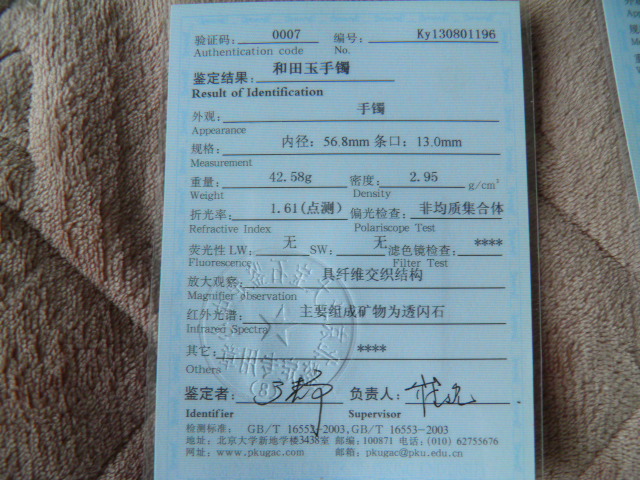 验证码: 0007 编号: Ky130801196
Authentication code No.
鉴定结果: 和田玉手镯
Result of Identification
外观: 手镯
Appearance
规格: 内径: 56.8mm 条口: 13.0mm
Measurement
重量: 42.58g 密度: 2.95 g/cm³
Weight Density
折光率: 1.61(点测) 偏光检查: 非均质集合体
Refractive Index Polariscope Test
荧光性 LW: 无 SW: 无 滤色镜检查: ****
Fluorescence Filter Test
放大观察: 具纤维交织结构
Magnifier observation
红外光谱: 主要组成矿物为透闪石
Infrared Spectra
其它: ****
Others
鉴定者: 负责人:
Identifier Supervisor
检测标准: GB/T 16552-2003, GB/T 16553-2003
地址: 北京大学新地学楼3438室 邮编: 100871 电话: (010) 62755676
网址: www.pkugac.com 邮箱: pkugac@pku.edu.cn